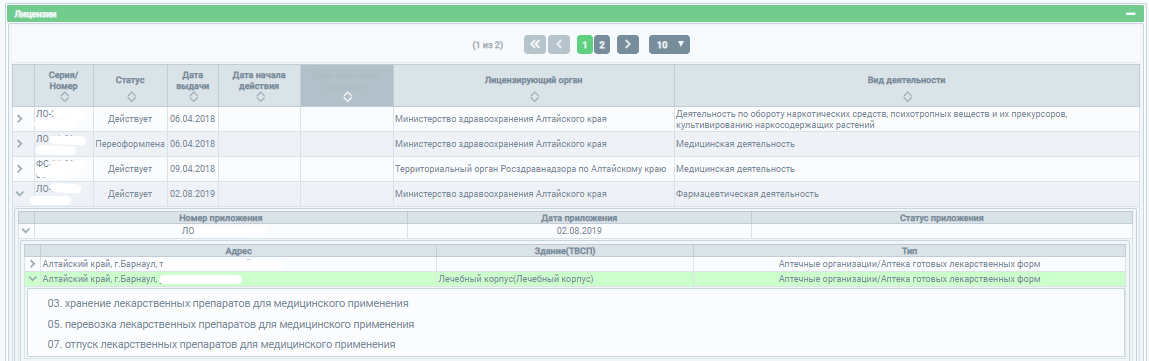 Лицензии
(1 из 2) 1 2 10
Серия/ Номер Статус Дата выдачи Дата начала действия Лицензирующий орган Вид деятельности
ЛО- Действует 06.04.2018 Министерство здравоохранения Алтайского края Деятельность по обороту наркотических средств, психотропных веществ и их прекурсоров,
культивированию наркосодержащих растений
ЛО Переоформлена 06.04.2018 Министерство здравоохранения Алтайского края Медицинская деятельность
ФС Действует 09.04.2018 Территориальный орган Росздравнадзора по Алтайскому краю Медицинская деятельность
ЛО- Действует 02.08.2019 Министерство здравоохранения Алтайского края Фармацевтическая деятельность
Номер приложения Дата приложения Статус приложения
ЛО 02.08.2019
Адрес Здание(ТВСП) Тип
Алтайский край, г.Барнаул, Аптечные организации/Аптека готовых лекарственных форм
Алтайский край, г.Барнаул, Лечебный корпус(Лечебный корпус) Аптечные организации/Аптека готовых лекарственных форм
03. хранение лекарственных препаратов для медицинского применения
05. перевозка лекарственных препаратов для медицинского применения
07. отпуск лекарственных препаратов для медицинского применения